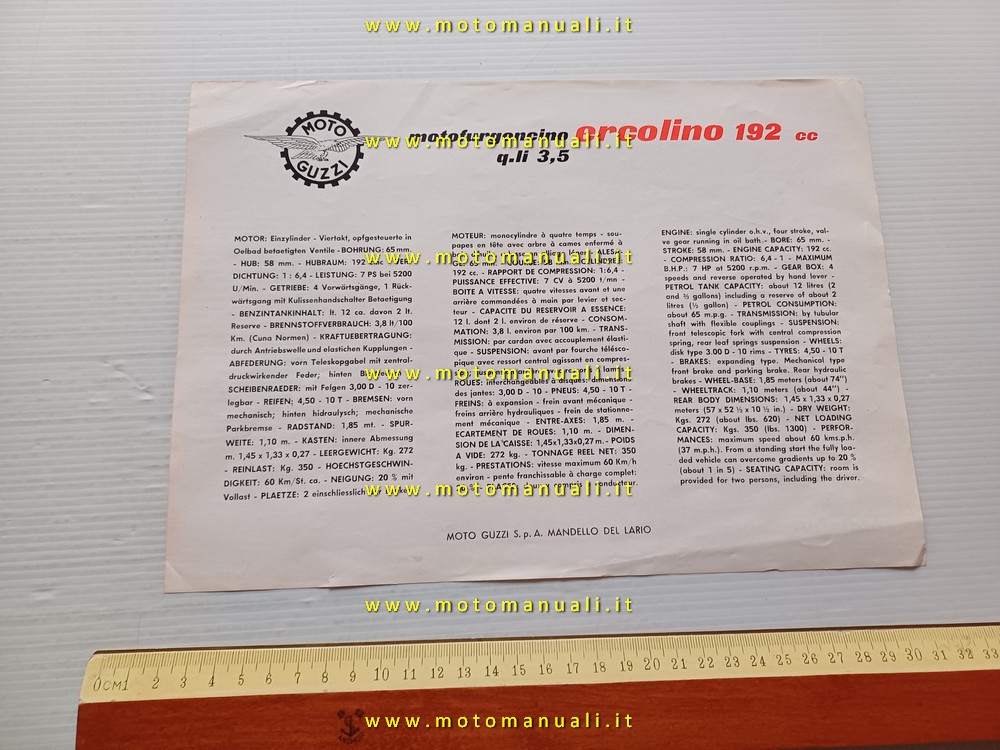 www.motomanuali.it
MOTO
GUZZI
motofurgoncino ercolino 192 cc
q.li 3,5
www.motomanuali.it
MOTOR: Einzylinder - Viertakt, opfgesteuerte in
Oelbad betaetigten Ventile - BOHRUNG: 65 mm.
- HUB: 58 mm. - HUBRAUM: 192 cmc -
DICHTUNG: 1 : 6,4 - LEISTUNG: 7 PS bei 5200
U/Min. - GETRIEBE: 4 Vorwärtsgänge, 1 Rück-
wärtsgang mit Kulissenhandschalter Betaetigung
- BENZINTANKINHALT: lt. 12 ca. davon 2 lt.
Reserve - BRENNSTOFFVERBRAUCH: 3,8 lt/100
Km. (Cuna Normen) - KRAFTUEBERTRAGUNG:
durch Antriebswelle und elastichen Kupplungen -
ABFEDERUNG: vorn Teleskopgabel mit zentral-
druckwirkender Feder; hinten
SCHEIBENRAEDER: mit Felgen 3,00 D - 10 zer-
legbar - REIFEN: 4,50 - 10 T - BREMSEN: vorn
mechanisch; hinten hidraulysch; mechanische
Parkbremse - RADSTAND: 1,85 mt. - SPUR-
WEITE: 1,10 m. - KASTEN: innere Abmessung
m. 1,45 x 1,33 x 0,27 - LEERGEWICHT: Kg. 272
- REINLAST: Kg. 350 - HOECHSTGESCHWIN-
DIGKEIT: 60 Km/St. ca. - NEIGUNG: 20 % mit
Vollast - PLAETZE: 2 einschliesslich
MOTEUR: monocylindre à quatre temps - sou-
papes en tête avec arbre à cames enfermé à
192 cc. - RAPPORT DE COMPRESSION: 1:6,4 -
PUISSANCE EFFECTIVE: 7 CV à 5200 t/mn -
BOITE A VITESSE: quatre vitesses avant et une
arrière commandées à main par levier et sec-
teur - CAPACITE DU RESERVOIR A ESSENCE:
12 l. dont 2 l. environ de réserve - CONSOM-
MATION: 3,8 l. environ par 100 km. - TRANS-
MISSION: par cardan avec accouplement élasti-
que - SUSPENSION: avant par fourche téléscо-
pique avec ressort central agissant en compres-
ROUES: interchangeables à disques: dimensions
des jantes: 3,00 D - 10 - PNEUS: 4,50 - 10 T -
FREINS: à expansion - frein avant mécanique -
freins arrière hydrauliques - frein de stationne-
ment mécanique - ENTRE-AXES: 1,85 m. -
ECARTEMENT DE ROUES: 1,10 m. - DIMEN-
SION DE LA CAISSE: 1,45x1,33x0,27 m. - POIDS
A VIDE: 272 kg. - TONNAGE REEL NET: 350
kg. - PRESTATIONS: vitesse maximum 60 Km/h
environ - pente franchissable à charge complet:
conducteur.
ENGINE: single cylinder o.h.v., four stroke, val-
ve gear running in oil bath - BORE: 65 mm. -
STROKE: 58 mm. - ENGINE CAPACITY: 192 cc.
- COMPRESSION RATIO: 6,4 - 1 - MAXIMUM
B.H.P.: 7 HP at 5200 r.p.m. - GEAR BOX: 4
speeds and reverse operated by hand lever -
PETROL TANK CAPACITY: about 12 litres (2
and ⅔ gallons) including a reserve of about 2
litres (½ gallon) - PETROL CONSUMPTION:
about 65 m.p.g. - TRANSMISSION: by tubular
shaft with flexible couplings - SUSPENSION:
front telescopic fork with central compression
spring, rear leaf springs suspension - WHEELS:
disk type 3.00 D - 10 rims - TYRES: 4,50 - 10 T
- BRAKES: expanding type. Mechanical type
front brake and parking brake. Rear hydraulic
brakes - WHEEL-BASE: 1,85 meters (about 74")
- WHEELTRACK: 1,10 meters (about 44") -
REAR BODY DIMENSIONS: 1,45 x 1,33 x 0,27
meters (57 x 52 ½ x 10 ½ in.) - DRY WEIGHT:
Kgs. 272 (about lbs. 620) - NET LOADING
CAPACITY: Kgs. 350 (lbs. 1300) - PERFOR-
MANCES: maximum speed about 60 kms.p.h.
(37 m.p.h.) From a standing start the fully loa-
ded vehicle can overcome gradients up to 20 %
(about 1 in 5) - SEATING CAPACITY: room is
provided for two persons, including the driver.
www.motomanuali.it
www.motomanuali.it
www.motomanuali.it
MOTO GUZZI S.p.A. MANDELLO DEL LARIO
www.motomanuali.it
0CM1 2 3 4 5 6 7 8 9 10 11 12 13 14 15 16 17 18 19 20 21 22 23 24 25 26 27 28 29 30 31 32 33
www.motomanuali.it